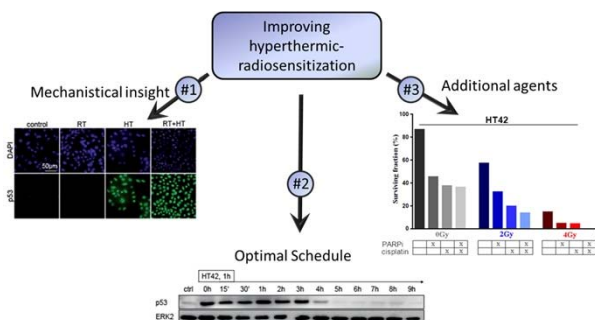 Improving
hyperthermic-
radiosensitization
#1
#2
#3
Mechanistical insight
control RT HT RT+HT
DAPI
50µm
p53
Additional agents
HT42
Surviving fraction (%)
100
80
60
40
20
0
0Gy 2Gy 4Gy
PARPi X X X X X X
cisplatin X X X X X X
Optimal Schedule
HT42, 1h
ctrl 0h 15' 30' 1h 2h 3h 4h 5h 6h 7h 8h 9h
p53
ERK2